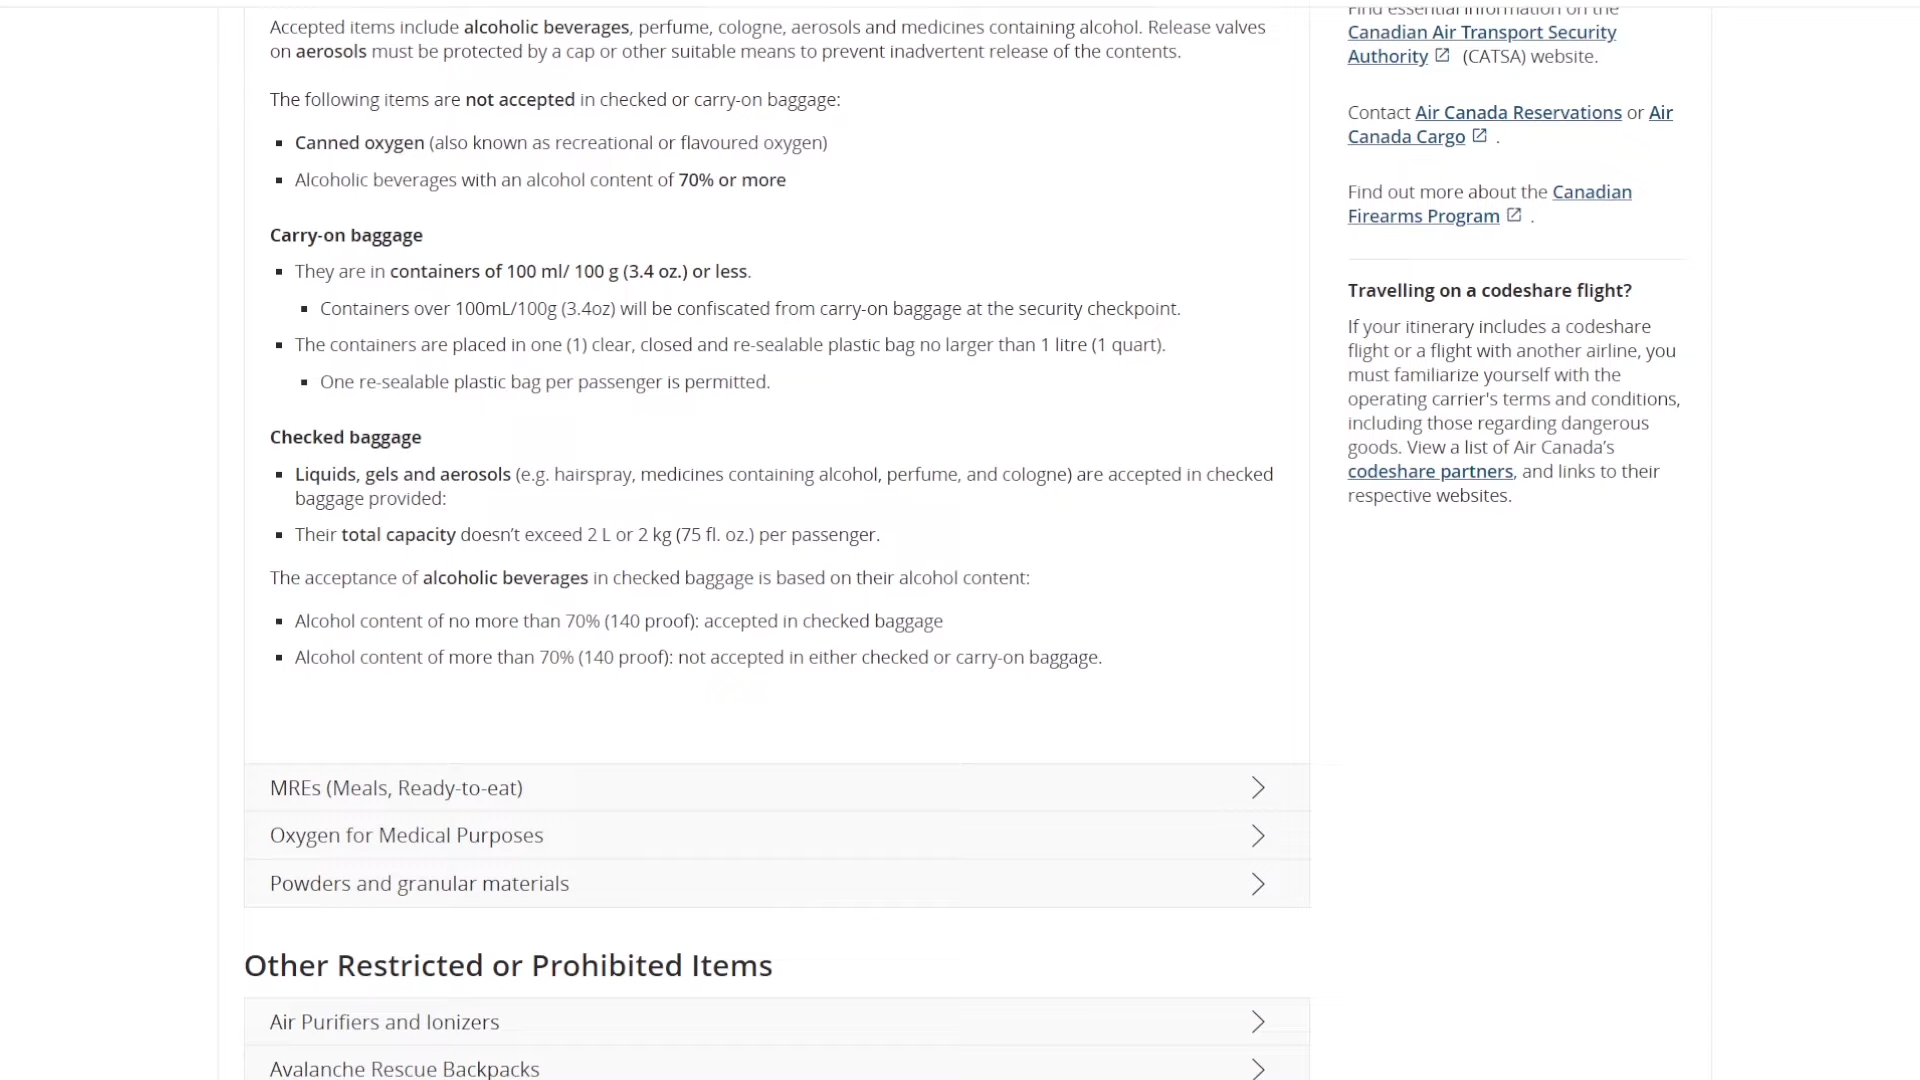 Accepted items include alcoholic beverages, perfume, cologne, aerosols and medicines containing alcohol. Release valves
on aerosols must be protected by a cap or other suitable means to prevent inadvertent release of the contents.
The following items are not accepted in checked or carry-on baggage:
Canned oxygen (also known as recreational or flavoured oxygen)
Alcoholic beverages with an alcohol content of 70% or more
Carry-on baggage
They are in containers of 100 ml/ 100 g (3.4 oz.) or less.
Containers over 100mL/100g (3.4oz) will be confiscated from carry-on baggage at the security checkpoint.
The containers are placed in one (1) clear, closed and re-sealable plastic bag no larger than 1 litre (1 quart).
One re-sealable plastic bag per passenger is permitted.
Checked baggage
Liquids, gels and aerosols (e.g. hairspray, medicines containing alcohol, perfume, and cologne) are accepted in checked
baggage provided:
Their total capacity doesn’t exceed 2 L or 2 kg (75 fl. oz.) per passenger.
The acceptance of alcoholic beverages in checked baggage is based on their alcohol content:
Alcohol content of no more than 70% (140 proof): accepted in checked baggage
Alcohol content of more than 70% (140 proof): not accepted in either checked or carry-on baggage.
MREs (Meals, Ready-to-eat)
Oxygen for Medical Purposes
Powders and granular materials
Other Restricted or Prohibited Items
Air Purifiers and Ionizers
Avalanche Rescue Backpacks
Find essential information on the
Canadian Air Transport Security
Authority (CATSA) website.
Contact Air Canada Reservations or Air
Canada Cargo .
Find out more about the Canadian
Firearms Program .
Travelling on a codeshare flight?
If your itinerary includes a codeshare
flight or a flight with another airline, you
must familiarize yourself with the
operating carrier's terms and conditions,
including those regarding dangerous
goods. View a list of Air Canada’s
codeshare partners, and links to their
respective websites.